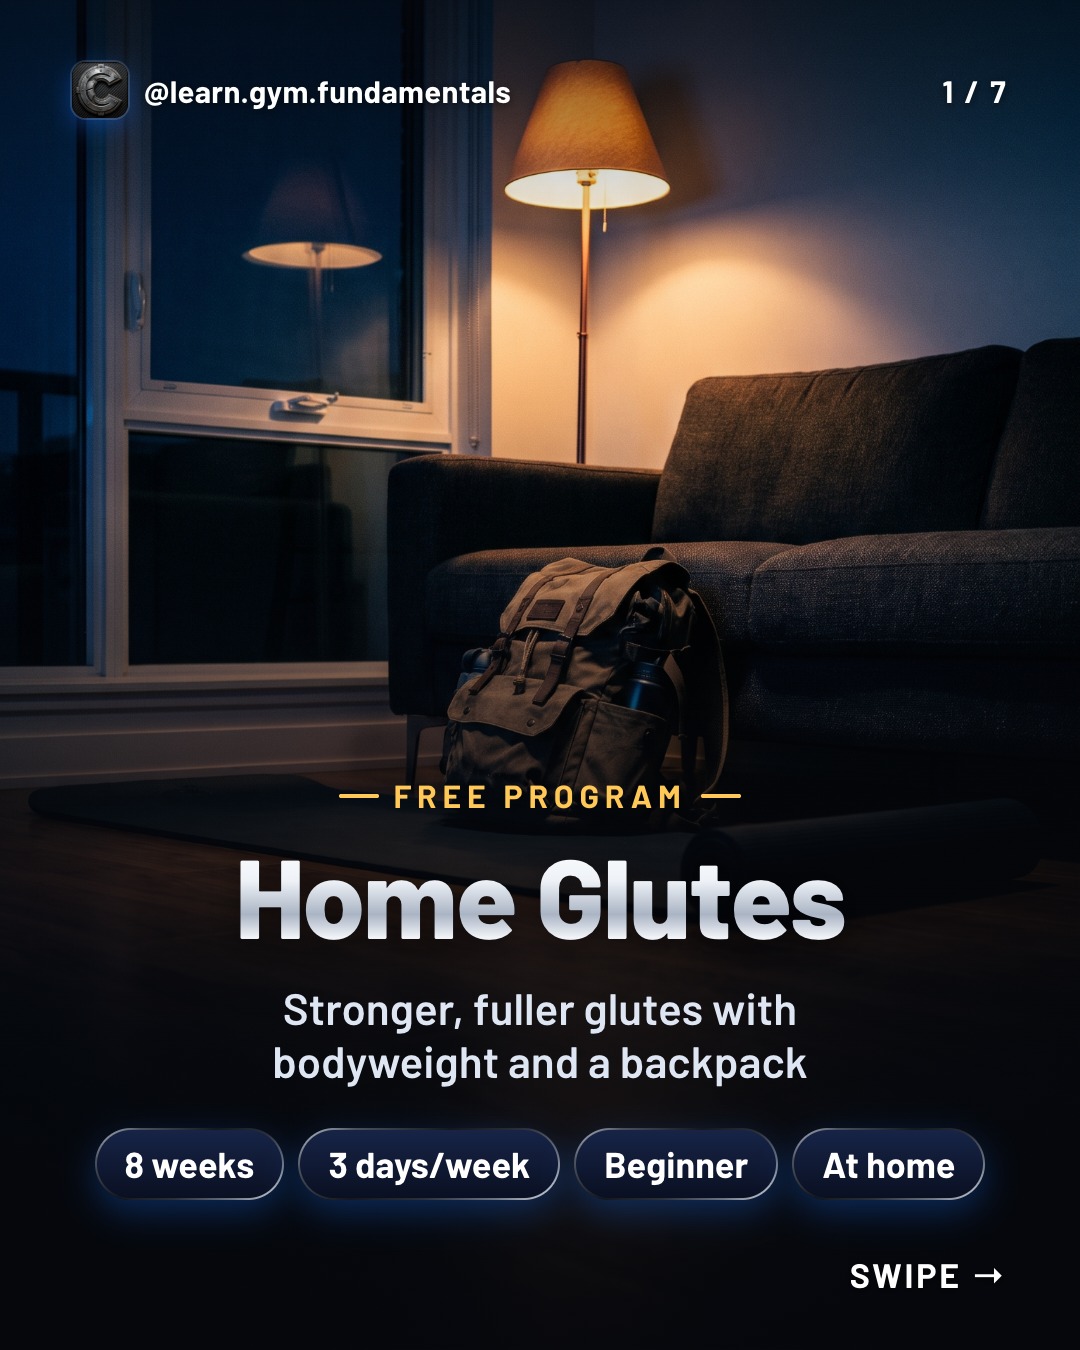 @learn.gym.fundamentals
1 / 7
FREE PROGRAM
Home Glutes
Stronger, fuller glutes with
bodyweight and a backpack
8 weeks
3 days/week
Beginner
At home
SWIPE →